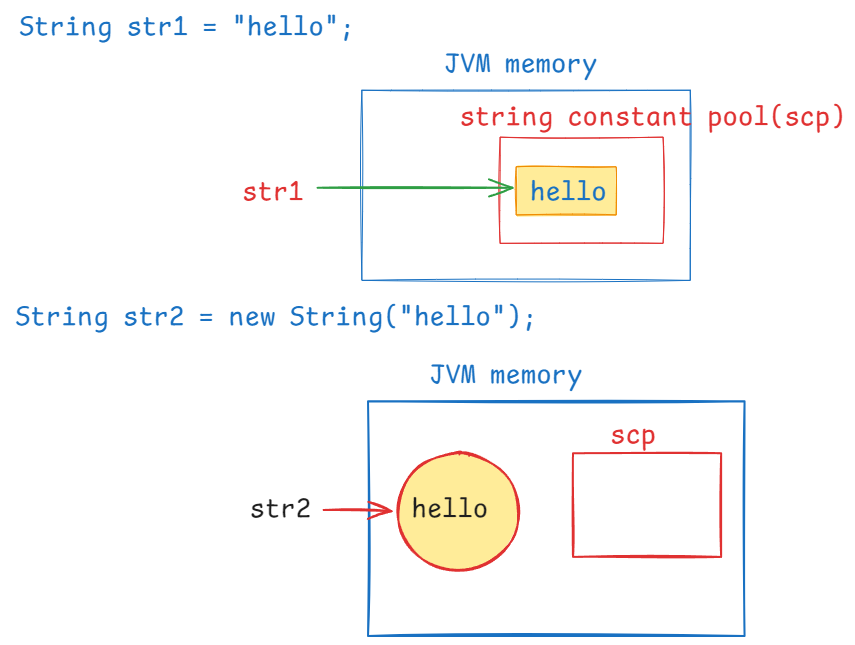 String str1 = "hello";
JVM memory
string constant pool(scp)
str1
hello
String str2 = new String("hello");
JVM memory
scp
str2
hello